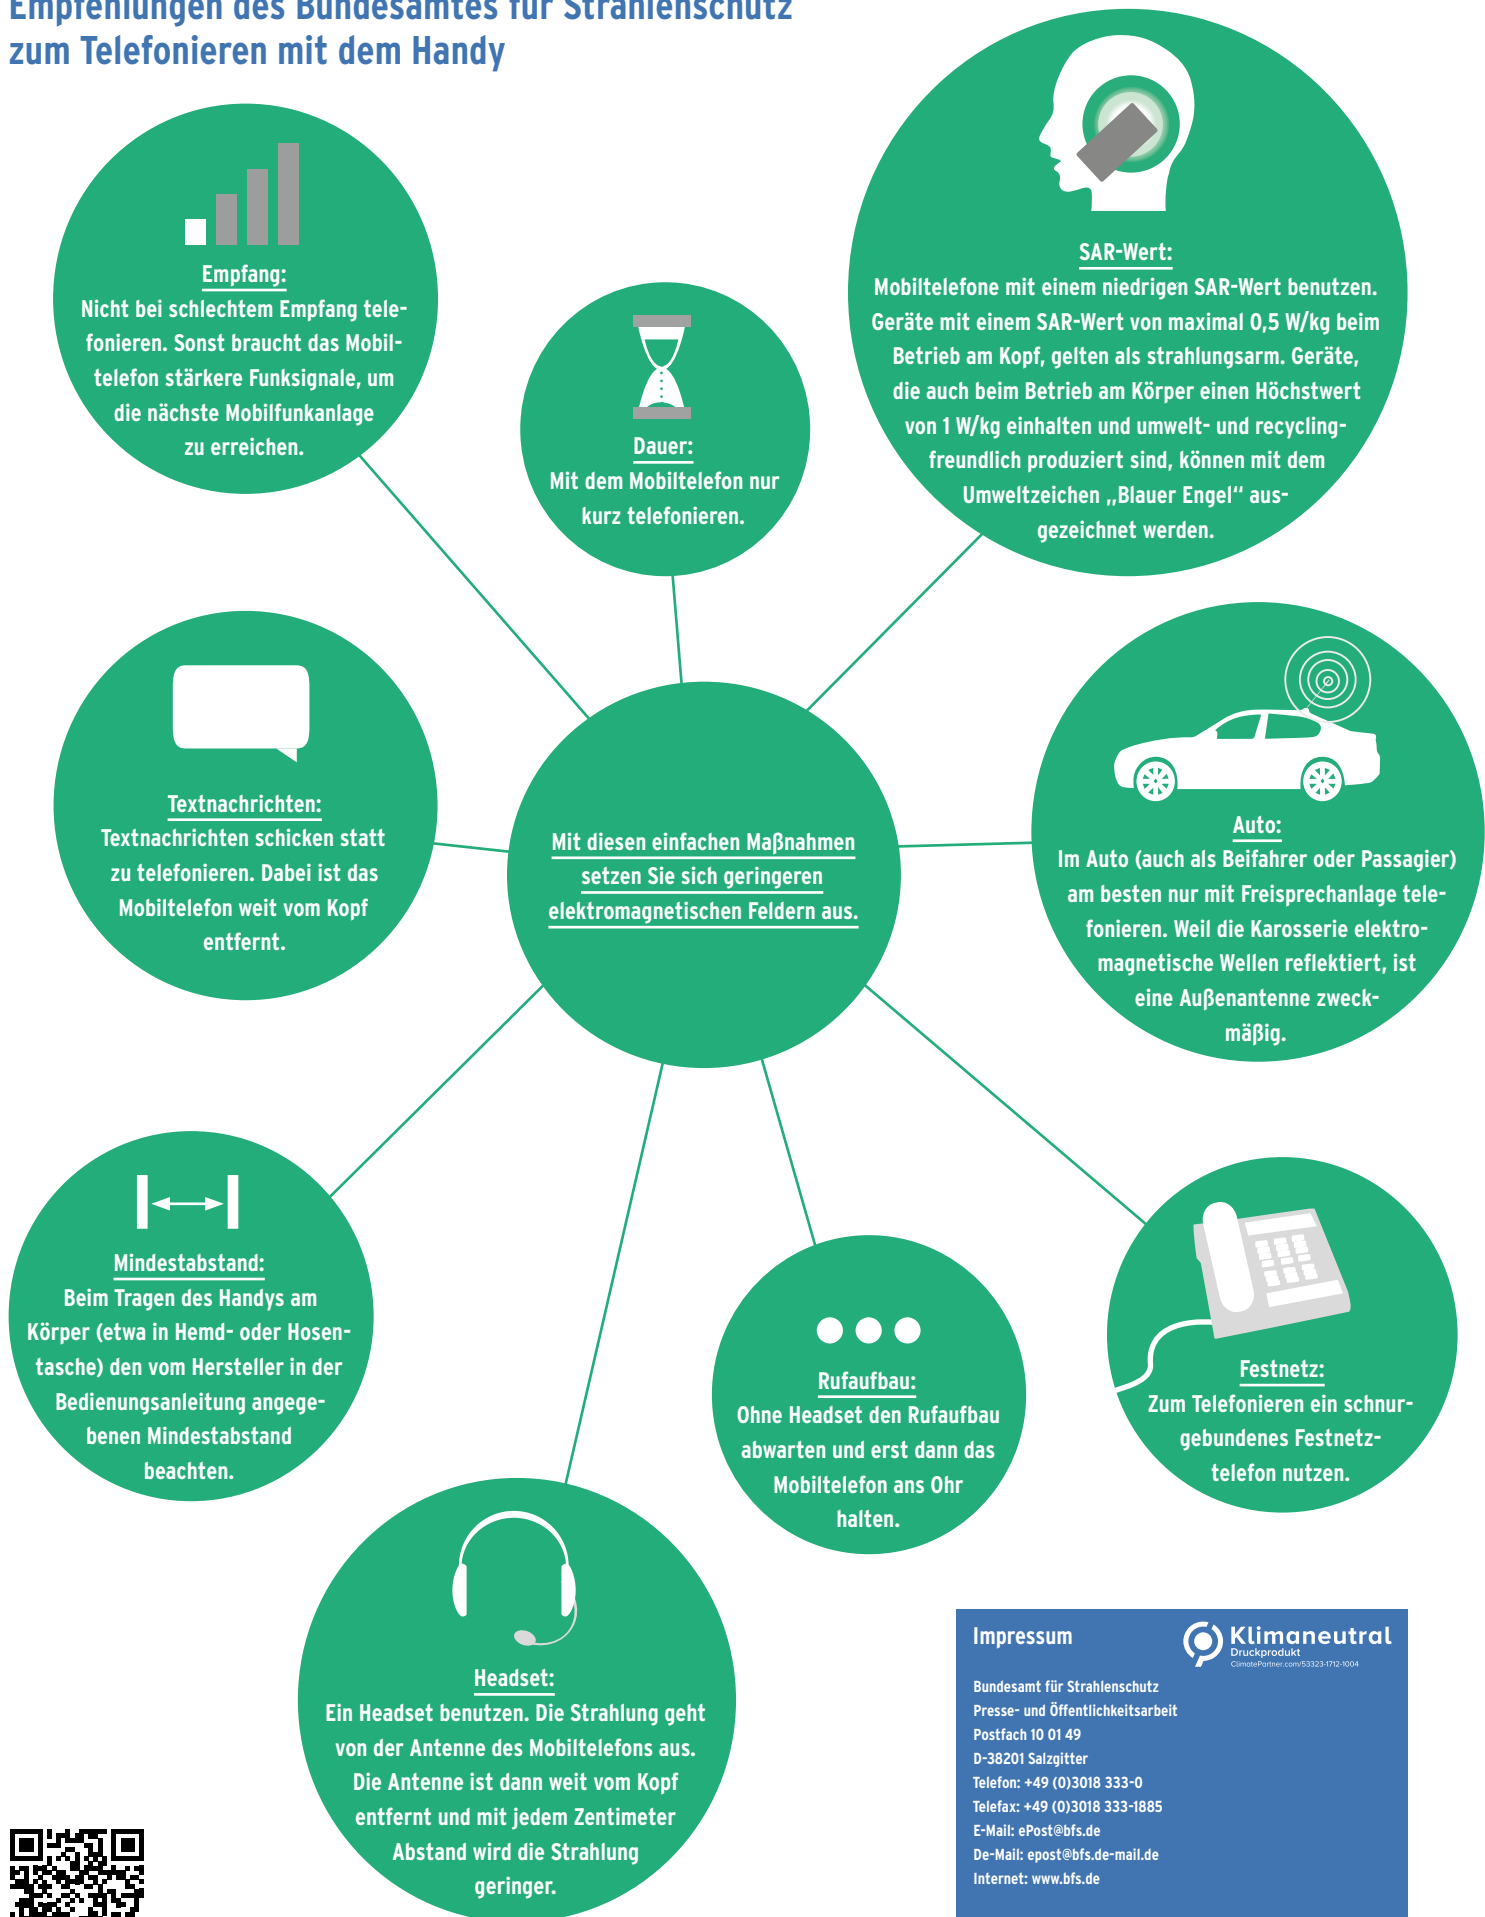 Empfehlungen des Bundesamtes für Strahlenschutz
zum Telefonieren mit dem Handy
Empfang:
Nicht bei schlechtem Empfang tele-
fonieren. Sonst braucht das Mobil-
telefon stärkere Funksignale, um
die nächste Mobilfunkanlage
zu erreichen.
Dauer:
Mit dem Mobiltelefon nur
kurz telefonieren.
SAR-Wert:
Mobiltelefone mit einem niedrigen SAR-Wert benutzen.
Geräte mit einem SAR-Wert von maximal 0,5 W/kg beim
Betrieb am Kopf, gelten als strahlungsarm. Geräte,
die auch beim Betrieb am Körper einen Höchstwert
von 1 W/kg einhalten und umwelt- und recycling-
freundlich produziert sind, können mit dem
Umweltzeichen „Blauer Engel“ aus-
gezeichnet werden.
Textnachrichten:
Textnachrichten schicken statt
zu telefonieren. Dabei ist das
Mobiltelefon weit vom Kopf
entfernt.
Mit diesen einfachen Maßnahmen
setzen Sie sich geringeren
elektromagnetischen Feldern aus.
Auto:
Im Auto (auch als Beifahrer oder Passagier)
am besten nur mit Freisprechanlage tele-
fonieren. Weil die Karosserie elektro-
magnetische Wellen reflektiert, ist
eine Außenantenne zweck-
mäßig.
Mindestabstand:
Beim Tragen des Handys am
Körper (etwa in Hemd- oder Hosen-
tasche) den vom Hersteller in der
Bedienungsanleitung angege-
benen Mindestabstand
beachten.
Rufaufbau:
Ohne Headset den Rufaufbau
abwarten und erst dann das
Mobiltelefon ans Ohr
halten.
Festnetz:
Zum Telefonieren ein schnur-
gebundenes Festnetz-
telefon nutzen.
Headset:
Ein Headset benutzen. Die Strahlung geht
von der Antenne des Mobiltelefons aus.
Die Antenne ist dann weit vom Kopf
entfernt und mit jedem Zentimeter
Abstand wird die Strahlung
geringer.
Impressum
Klimaneutral
Druckprodukt
ClimatePartner.com/53323-1712-1004
Bundesamt für Strahlenschutz
Presse- und Öffentlichkeitsarbeit
Postfach 10 01 49
D-38201 Salzgitter
Telefon: +49 (0)3018 333-0
Telefax: +49 (0)3018 333-1885
E-Mail: ePost@bfs.de
De-Mail: epost@bfs.de-mail.de
Internet: www.bfs.de